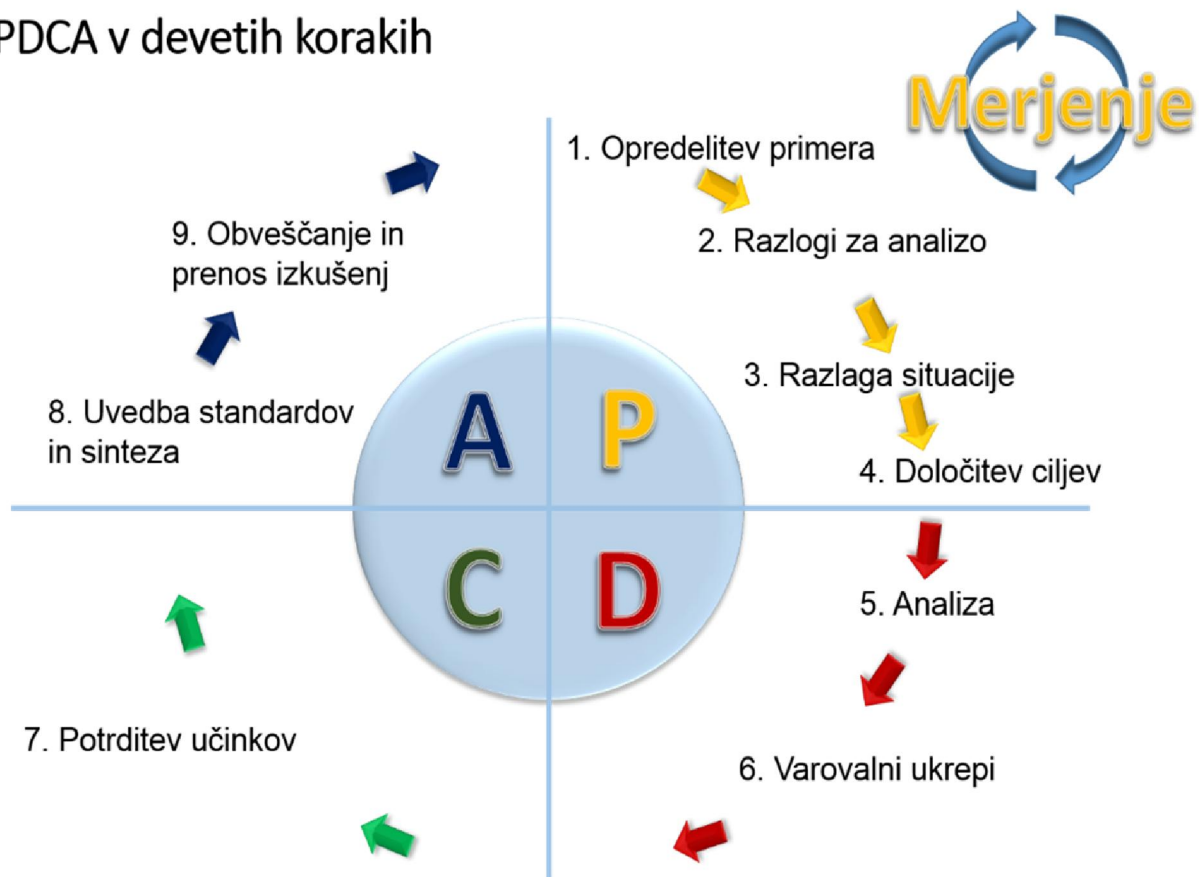 PDCA v devetih korakih
Merjenje
1. Opredelitev primera
2. Razlogi za analizo
3. Razlaga situacije
4. Določitev ciljev
5. Analiza
6. Varovalni ukrepi
7. Potrditev učinkov
8. Uvedba standardov
in sinteza
9. Obveščanje in
prenos izkušenj
A P
C D